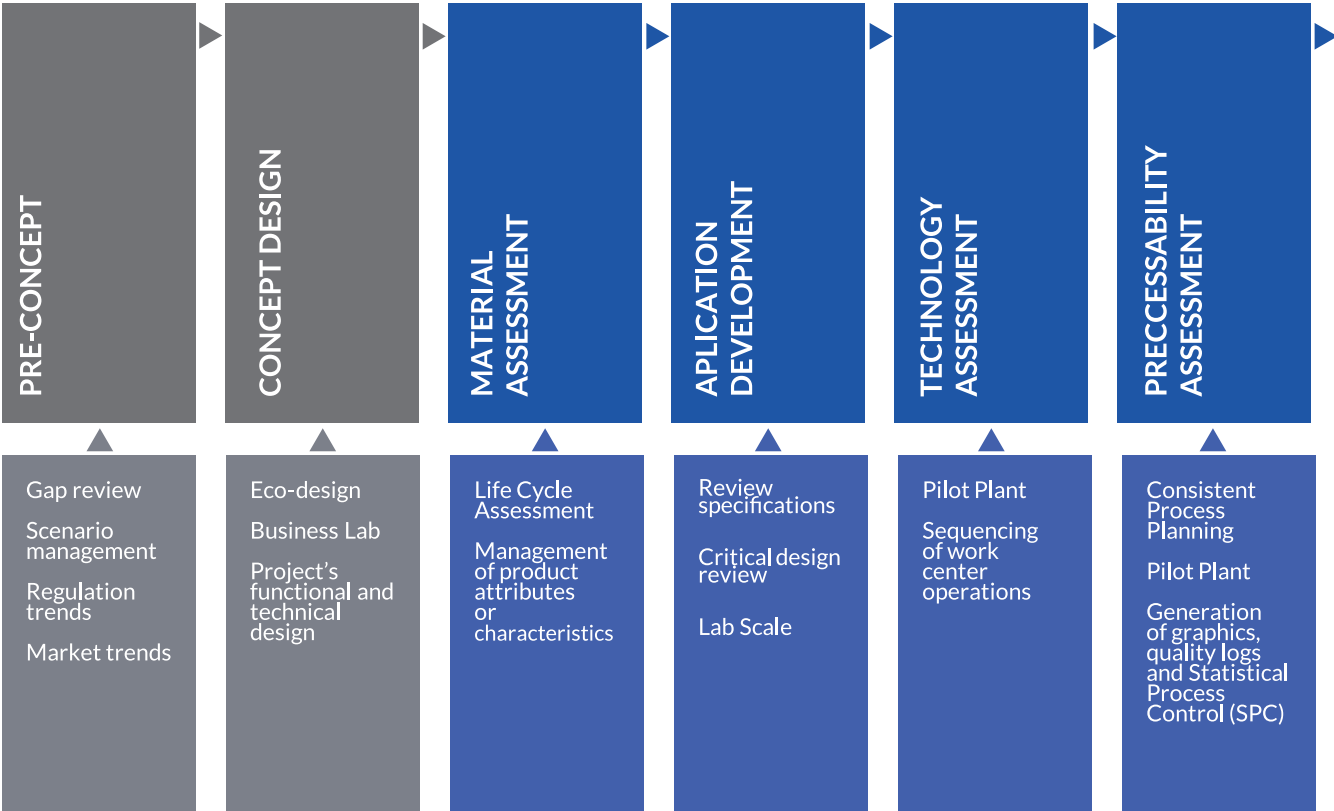 PRE-CONCEPT
CONCEPT DESIGN
MATERIAL
ASSESSMENT
APLICATION
DEVELOPMENT
TECHNOLOGY
ASSESSMENT
PRECCESSABILITY
ASSESSMENT
Gap review
Scenario
management
Regulation
trends
Market trends
Eco-design
Business Lab
Project's
functional and
technical
design
Life Cycle
Assessment
Management
of product
attributes
or
characteristics
Review
specifications
Critical design
review
Lab Scale
Pilot Plant
Sequencing
of work
center
operations
Consistent
Process
Planning
Pilot Plant
Generation
of graphics,
quality logs
and Statistical
Process
Control (SPC)